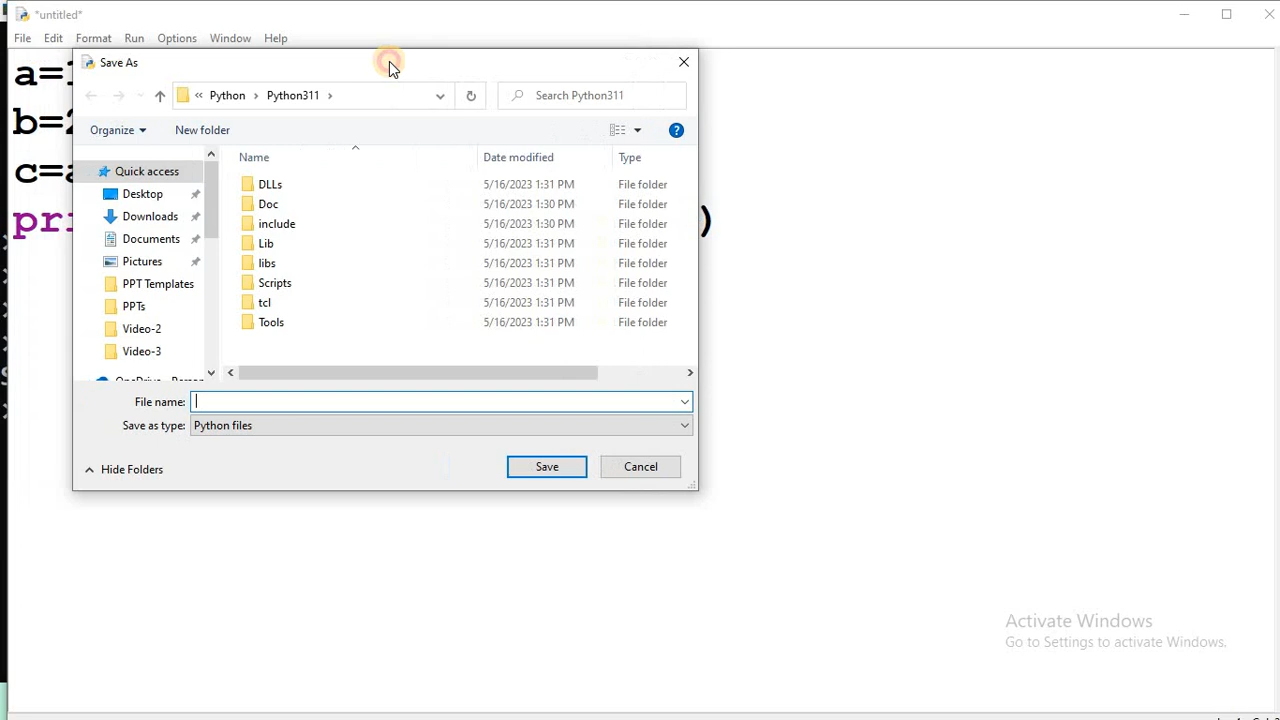 *untitled*
File Edit Format Run Options Window Help
Save As
a=1
« Python › Python311 › Search Python311
b=2
Organize New folder
Name Date modified Type
c=a
Quick access
DLLs 5/16/2023 1:31 PM File folder
Desktop
Doc 5/16/2023 1:30 PM File folder
Downloads
pri )
include 5/16/2023 1:30 PM File folder
Documents
Lib 5/16/2023 1:31 PM File folder
Pictures
libs 5/16/2023 1:31 PM File folder
PPT Templates
Scripts 5/16/2023 1:31 PM File folder
PPTs
tcl 5/16/2023 1:31 PM File folder
Video-2
Tools 5/16/2023 1:31 PM File folder
Video-3
File name:
Save as type: Python files
Hide Folders Save Cancel
Activate Windows
Go to Settings to activate Windows.